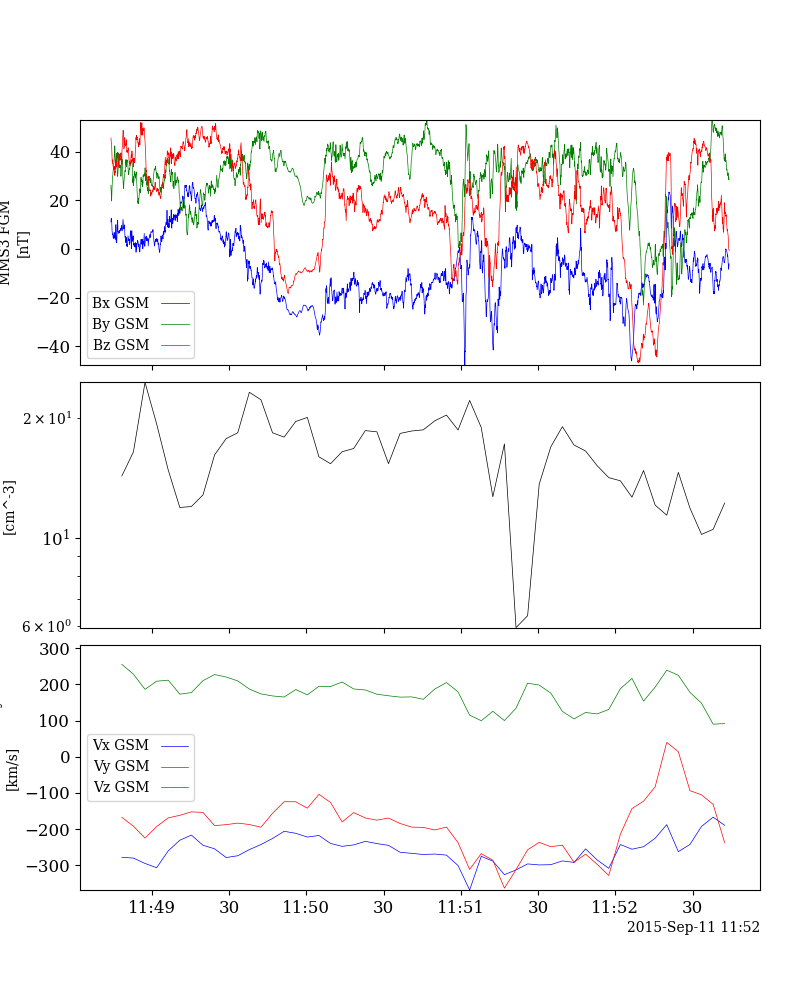 40
20
0
−20
−40
MMS3 FGM
[nT]
Bx GSM
By GSM
Bz GSM
2 × 10¹
10¹
6 × 10⁰
[cm^-3]
300
200
100
0
−100
−200
−300
[km/s]
Vx GSM
Vy GSM
Vz GSM
11:49 30 11:50 30 11:51 30 11:52 30
2015-Sep-11 11:52